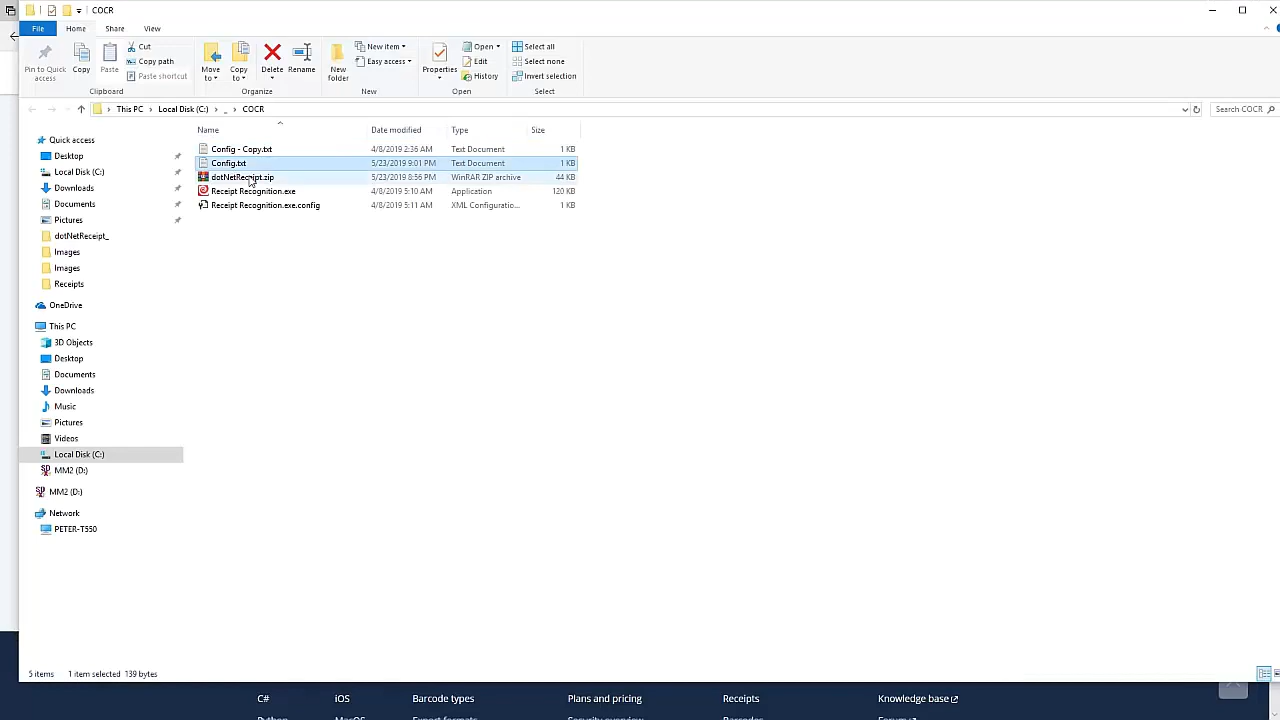 COCR
File Home Share View
Pin to Quick access
Copy
Paste
Cut
Copy path
Paste shortcut
Clipboard
Move to
Copy to
Delete
Rename
Organize
New folder
New item
Easy access
New
Properties
Open
Edit
History
Open
Select all
Select none
Invert selection
Select
This PC Local Disk (C:) _ COCR
Search COCR
Name Date modified Type Size
Config - Copy.txt 4/8/2019 2:36 AM Text Document 1 KB
Config.txt 5/23/2019 9:01 PM Text Document 1 KB
dotNetReceipt.zip 5/23/2019 8:56 PM WinRAR ZIP archive 44 KB
Receipt Recognition.exe 4/8/2019 5:10 AM Application 120 KB
Receipt Recognition.exe.config 4/8/2019 5:11 AM XML Configuratio... 1 KB
Quick access
Desktop
Local Disk (C:)
Downloads
Documents
Pictures
dotNetReceipt_
Images
Images
Receipts
OneDrive
This PC
3D Objects
Desktop
Documents
Downloads
Music
Pictures
Videos
Local Disk (C:)
MM2 (D:)
MM2 (D:)
Network
PETER-T550
5 items 1 item selected 139 bytes
C# iOS Barcode types Plans and pricing Receipts Knowledge base